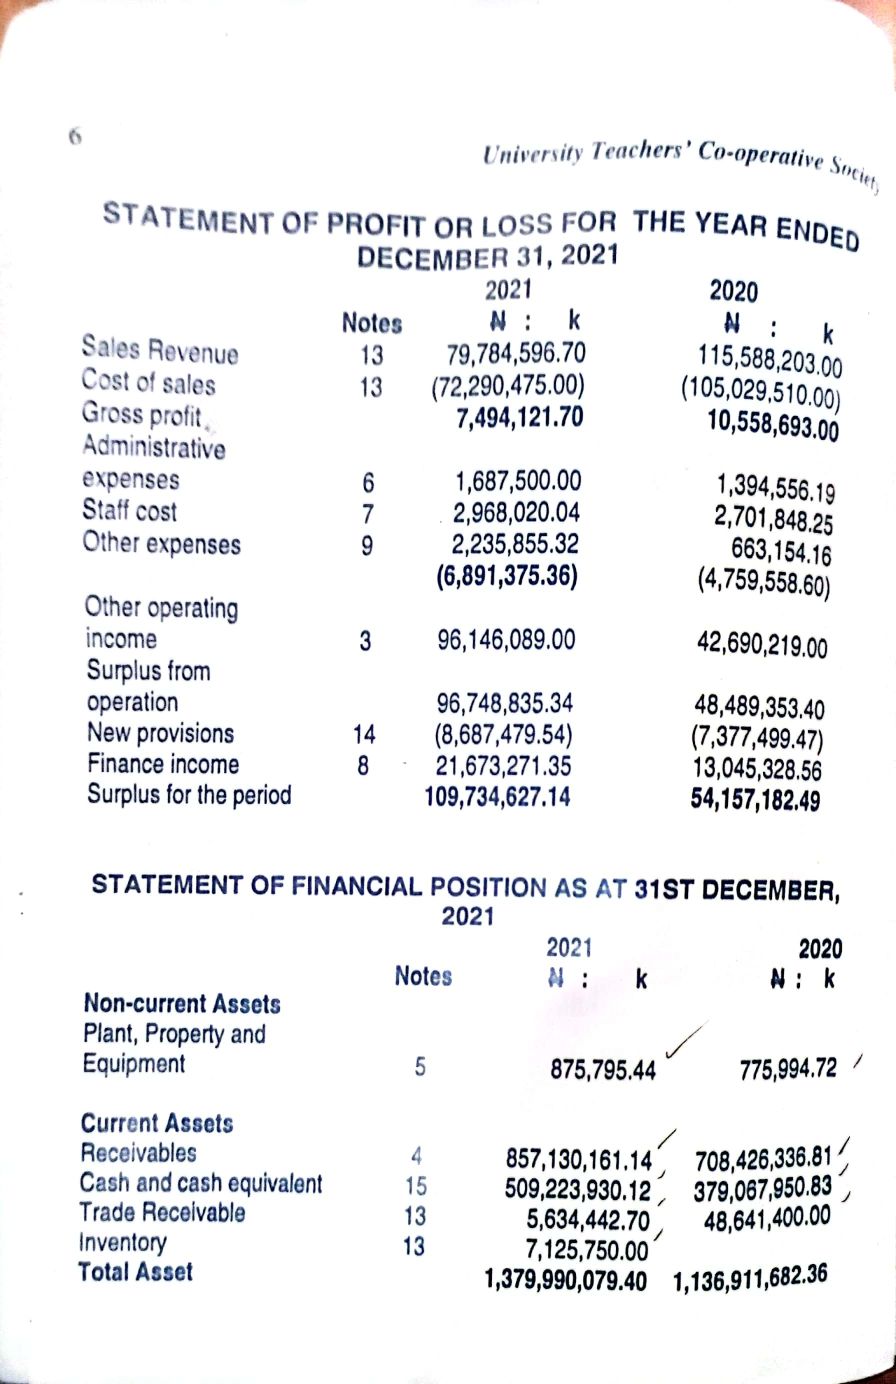 6
University Teachers' Co-operative Society
STATEMENT OF PROFIT OR LOSS FOR THE YEAR ENDED
DECEMBER 31, 2021
2021 2020
Notes ₦ : k ₦ : k
Sales Revenue 13 79,784,596.70 115,588,203.00
Cost of sales 13 (72,290,475.00) (105,029,510.00)
Gross profit 7,494,121.70 10,558,693.00
Administrative
expenses 6 1,687,500.00 1,394,556.19
Staff cost 7 2,968,020.04 2,701,848.25
Other expenses 9 2,235,855.32 663,154.16
(6,891,375.36) (4,759,558.60)
Other operating
income 3 96,146,089.00 42,690,219.00
Surplus from
operation 96,748,835.34 48,489,353.40
New provisions 14 (8,687,479.54) (7,377,499.47)
Finance income 8 21,673,271.35 13,045,328.56
Surplus for the period 109,734,627.14 54,157,182.49
STATEMENT OF FINANCIAL POSITION AS AT 31ST DECEMBER,
2021
2021 2020
Notes ₦ : k ₦ : k
Non-current Assets
Plant, Property and
Equipment 5 875,795.44 775,994.72
Current Assets
Receivables 4 857,130,161.14 708,426,336.81
Cash and cash equivalent 15 509,223,930.12 379,067,950.83
Trade Receivable 13 5,634,442.70 48,641,400.00
Inventory 13 7,125,750.00
Total Asset 1,379,990,079.40 1,136,911,682.36